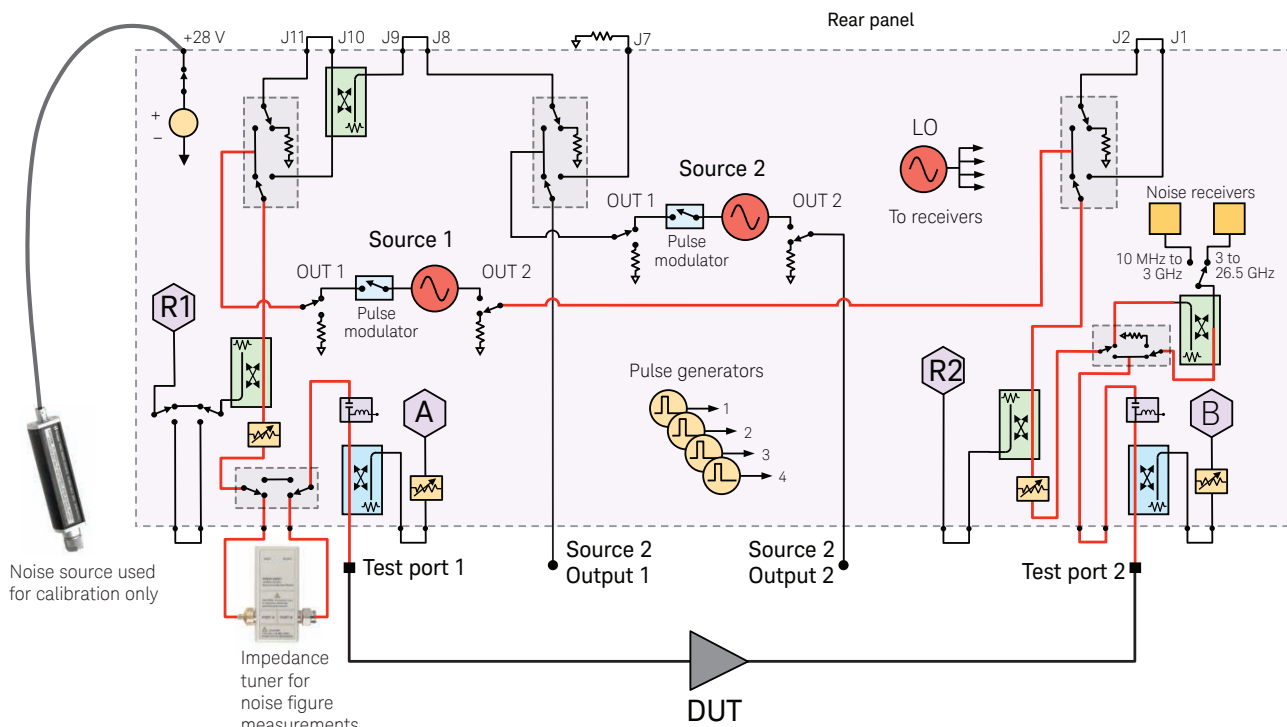 Rear panel
+28 V
J11
J10
J9
J8
J7
J2
J1
+
–
LO
To receivers
Source 2
OUT 1
OUT 2
Pulse
modulator
Noise receivers
10 MHz to
3 GHz
3 to
26.5 GHz
Source 1
OUT 1
OUT 2
Pulse
modulator
R1
A
Pulse generators
1
2
3
4
R2
B
Noise source used
for calibration only
Test port 1
Source 2
Output 1
Source 2
Output 2
Test port 2
Impedance
tuner for
noise figure
measurements
DUT